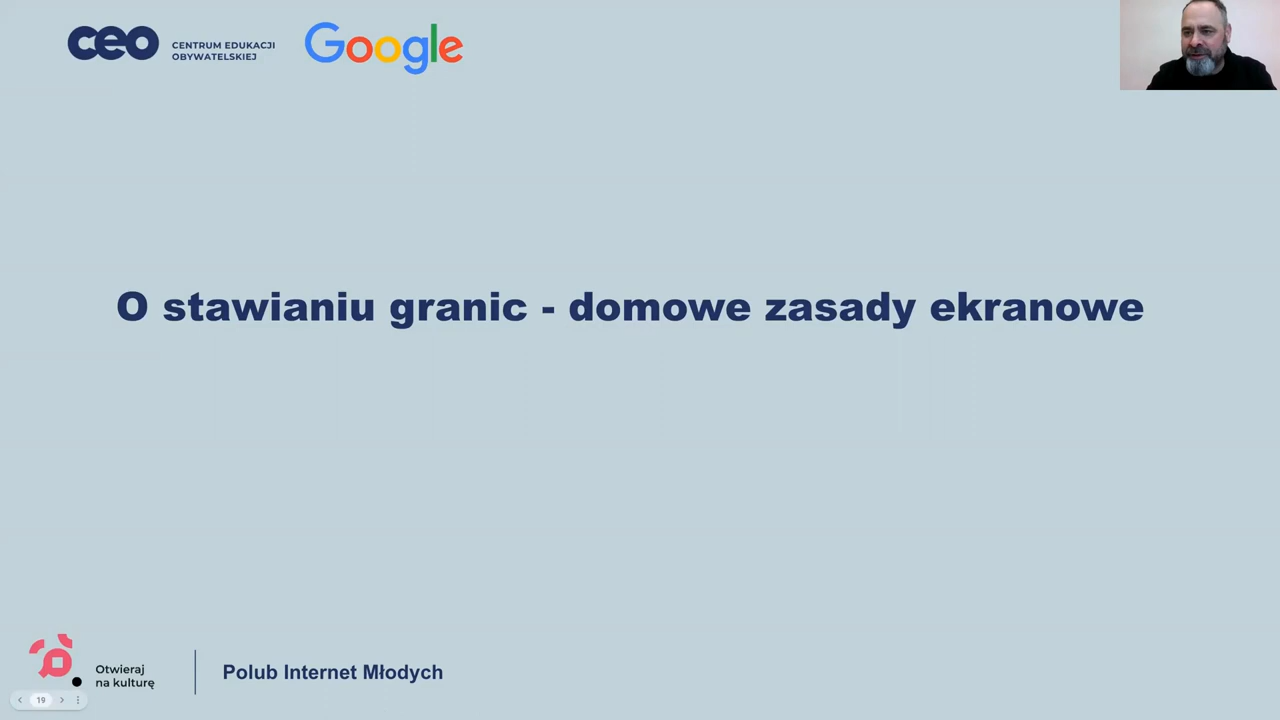 ceo
CENTRUM EDUKACJI
OBYWATELSKIEJ
Google
O stawianiu granic - domowe zasady ekranowe
Otwieraj
na kulturę
Polub Internet Młodych
19